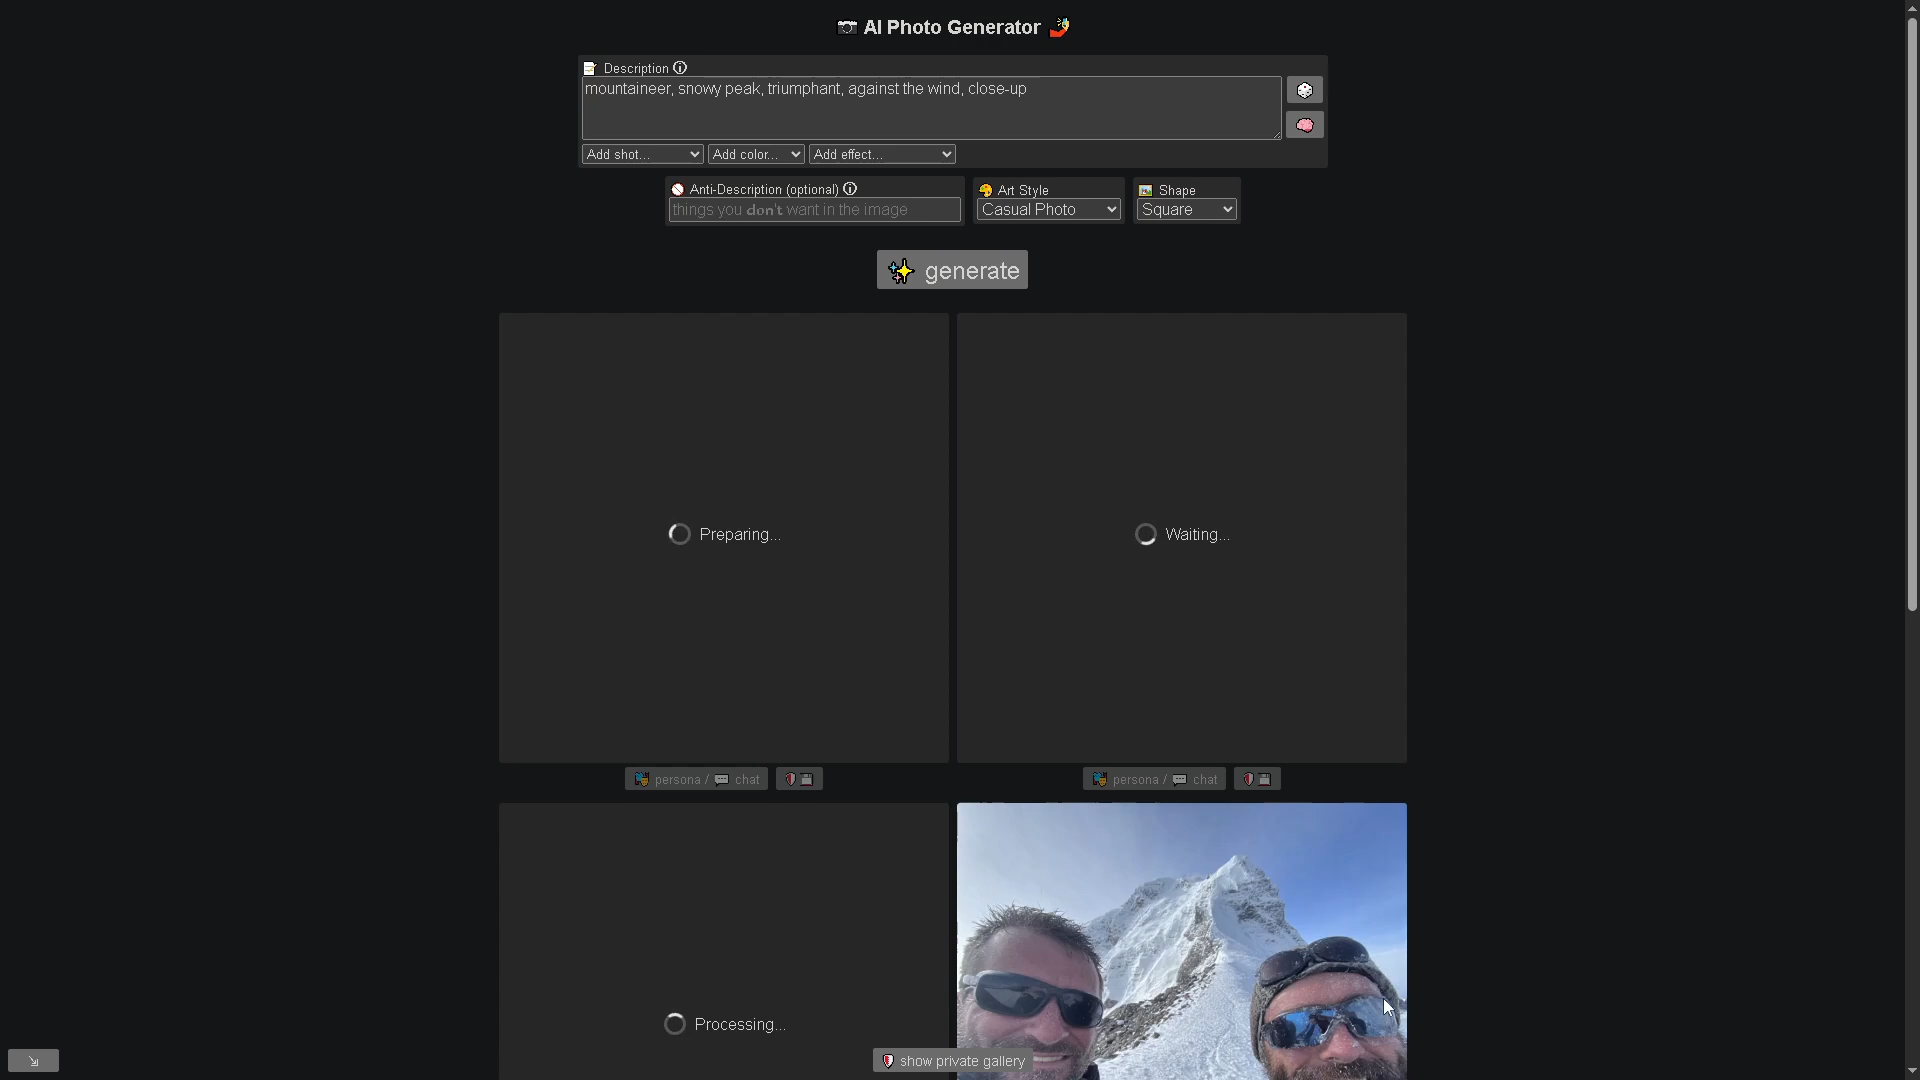 AI Photo Generator
Description
mountaineer, snowy peak, triumphant, against the wind, close-up
Add shot... Add color... Add effect...
Anti-Description (optional) Art Style Shape
things you don't want in the image Casual Photo Square
generate
Preparing... Waiting...
persona / chat persona / chat
Processing...
show private gallery